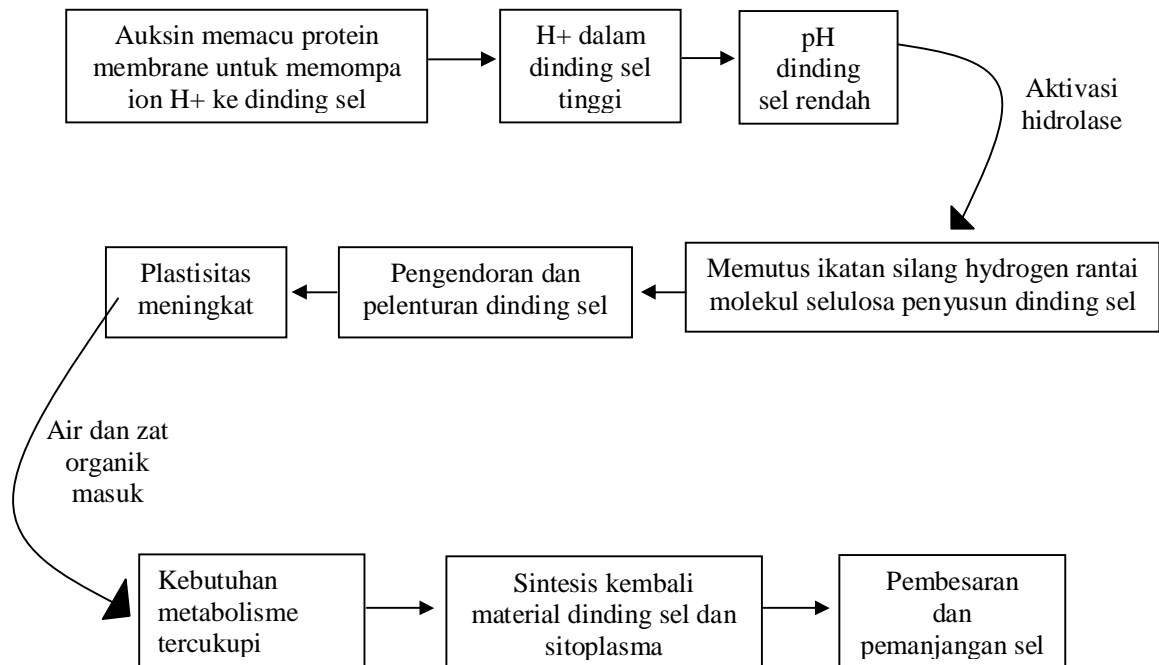 Auksin memacu protein
membrane untuk memompa
ion H+ ke dinding sel
H+ dalam
dinding sel
tinggi
pH
dinding
sel rendah
Aktivasi
hidrolase
Memutus ikatan silang hydrogen rantai
molekul selulosa penyusun dinding sel
Pengendoran dan
pelenturan dinding sel
Plastisitas
meningkat
Air dan zat
organik
masuk
Kebutuhan
metabolisme
tercukupi
Sintesis kembali
material dinding sel dan
sitoplasma
Pembesaran
dan
pemanjangan sel